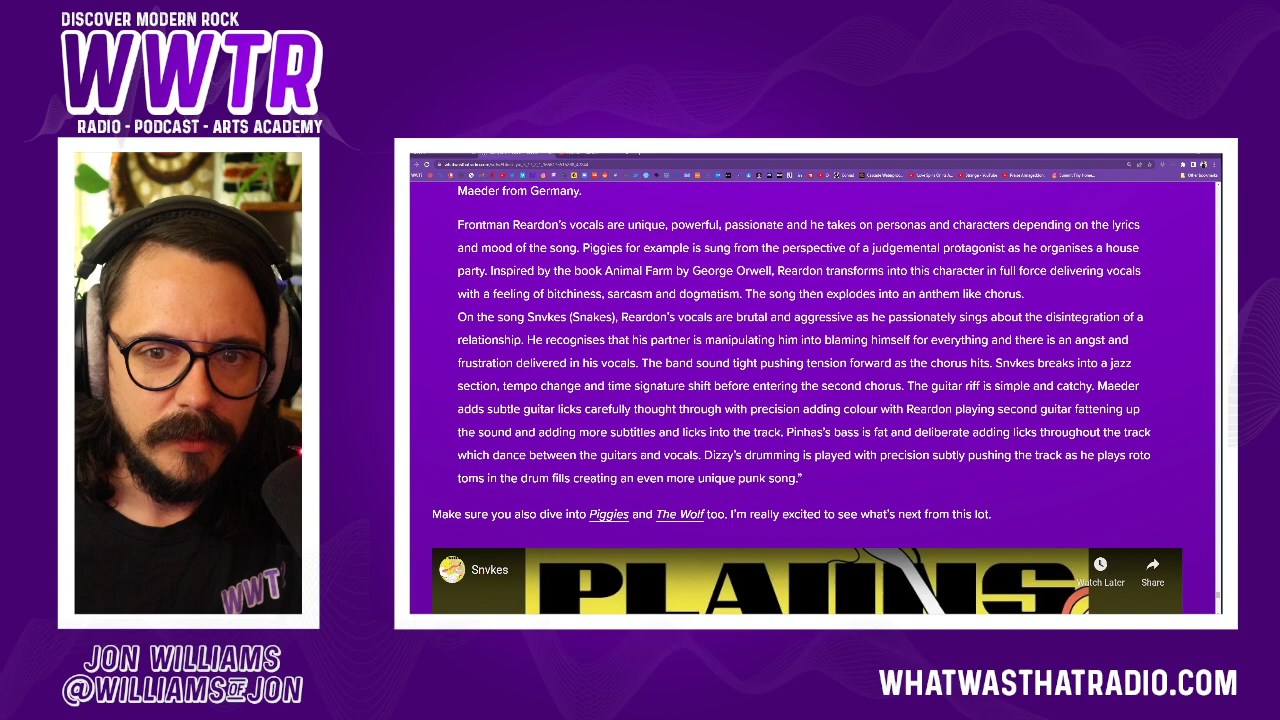 DISCOVER MODERN ROCK
WWTR
RADIO - PODCAST - ARTS ACADEMY
Other bookmarks
Maeder from Germany.
Frontman Reardon's vocals are unique, powerful, passionate and he takes on personas and characters depending on the lyrics
and mood of the song. Piggies for example is sung from the perspective of a judgemental protagonist as he organises a house
party. Inspired by the book Animal Farm by George Orwell, Reardon transforms into this character in full force delivering vocals
with a feeling of bitchiness, sarcasm and dogmatism. The song then explodes into an anthem like chorus.
On the song Snvkes (Snakes), Reardon's vocals are brutal and aggressive as he passionately sings about the disintegration of a
relationship. He recognises that his partner is manipulating him into blaming himself for everything and there is an angst and
frustration delivered in his vocals. The band sound tight pushing tension forward as the chorus hits. Snvkes breaks into a jazz
section, tempo change and time signature shift before entering the second chorus. The guitar riff is simple and catchy. Maeder
adds subtle guitar licks carefully thought through with precision adding colour with Reardon playing second guitar fattening up
the sound and adding more subtitles and licks into the track, Pinhas's bass is fat and deliberate adding licks throughout the track
which dance between the guitars and vocals. Dizzy's drumming is played with precision subtly pushing the track as he plays roto
toms in the drum fills creating an even more unique punk song."
Make sure you also dive into Piggies and The Wolf too. I'm really excited to see what's next from this lot.
Snvkes
Watch Later
Share
PLAIINS
WWT
JON WILLIAMS
@WILLIAMSOFJON
WHATWASTHATRADIO.COM